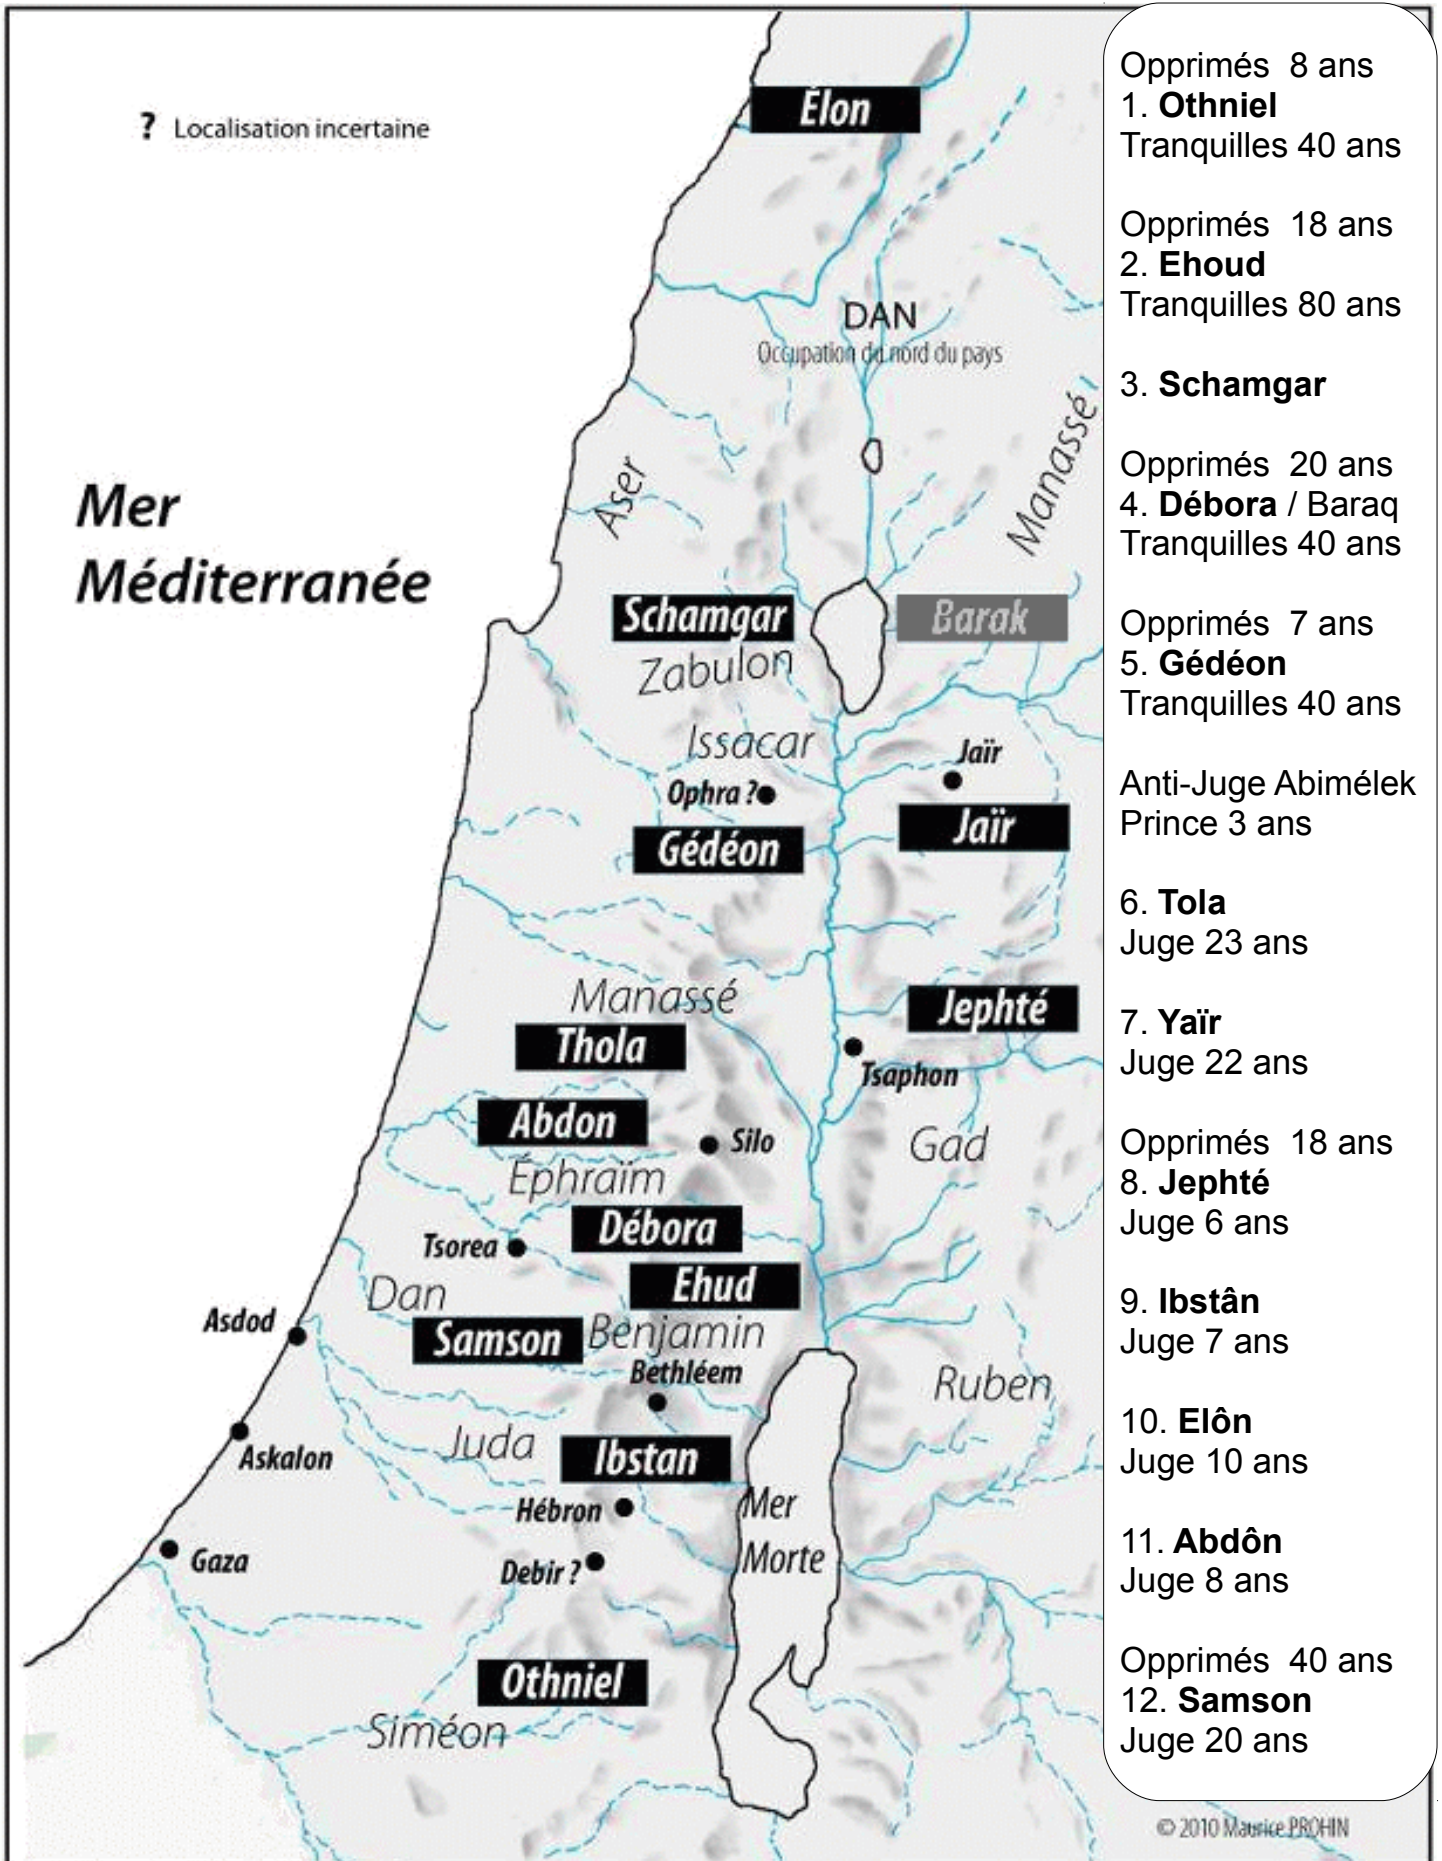 ? Localisation incertaine
Élon
DAN
Occupation du nord du pays
Manassé
Aser
Mer
Méditerranée
Schamgar
Barak
Zabulon
Issacar
Jaïr
Ophra ?
Jaïr
Gédéon
Manassé
Jephté
Thola
Tsaphon
Abdon
Silo
Gad
Éphraïm
Débora
Tsorea
Ehud
Dan
Asdod
Samson
Benjamin
Bethléem
Ruben
Juda
Askalon
Ibstan
Mer
Morte
Hébron
Gaza
Debir ?
Othniel
Siméon
Opprimés 8 ans
1. Othniel
Tranquilles 40 ans
Opprimés 18 ans
2. Ehoud
Tranquilles 80 ans
3. Schamgar
Opprimés 20 ans
4. Débora / Baraq
Tranquilles 40 ans
Opprimés 7 ans
5. Gédéon
Tranquilles 40 ans
Anti-Juge Abimélek
Prince 3 ans
6. Tola
Juge 23 ans
7. Yaïr
Juge 22 ans
Opprimés 18 ans
8. Jephté
Juge 6 ans
9. Ibstân
Juge 7 ans
10. Elôn
Juge 10 ans
11. Abdôn
Juge 8 ans
Opprimés 40 ans
12. Samson
Juge 20 ans
© 2010 Maurice PROHIN